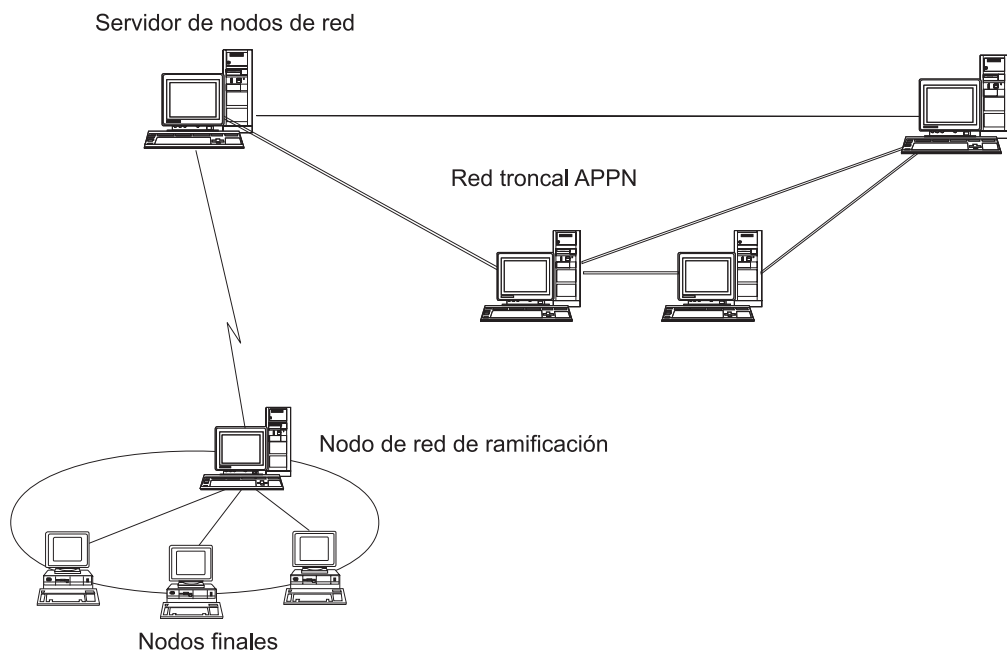 Servidor de nodos de red
Red troncal APPN
Nodo de red de ramificación
Nodos finales